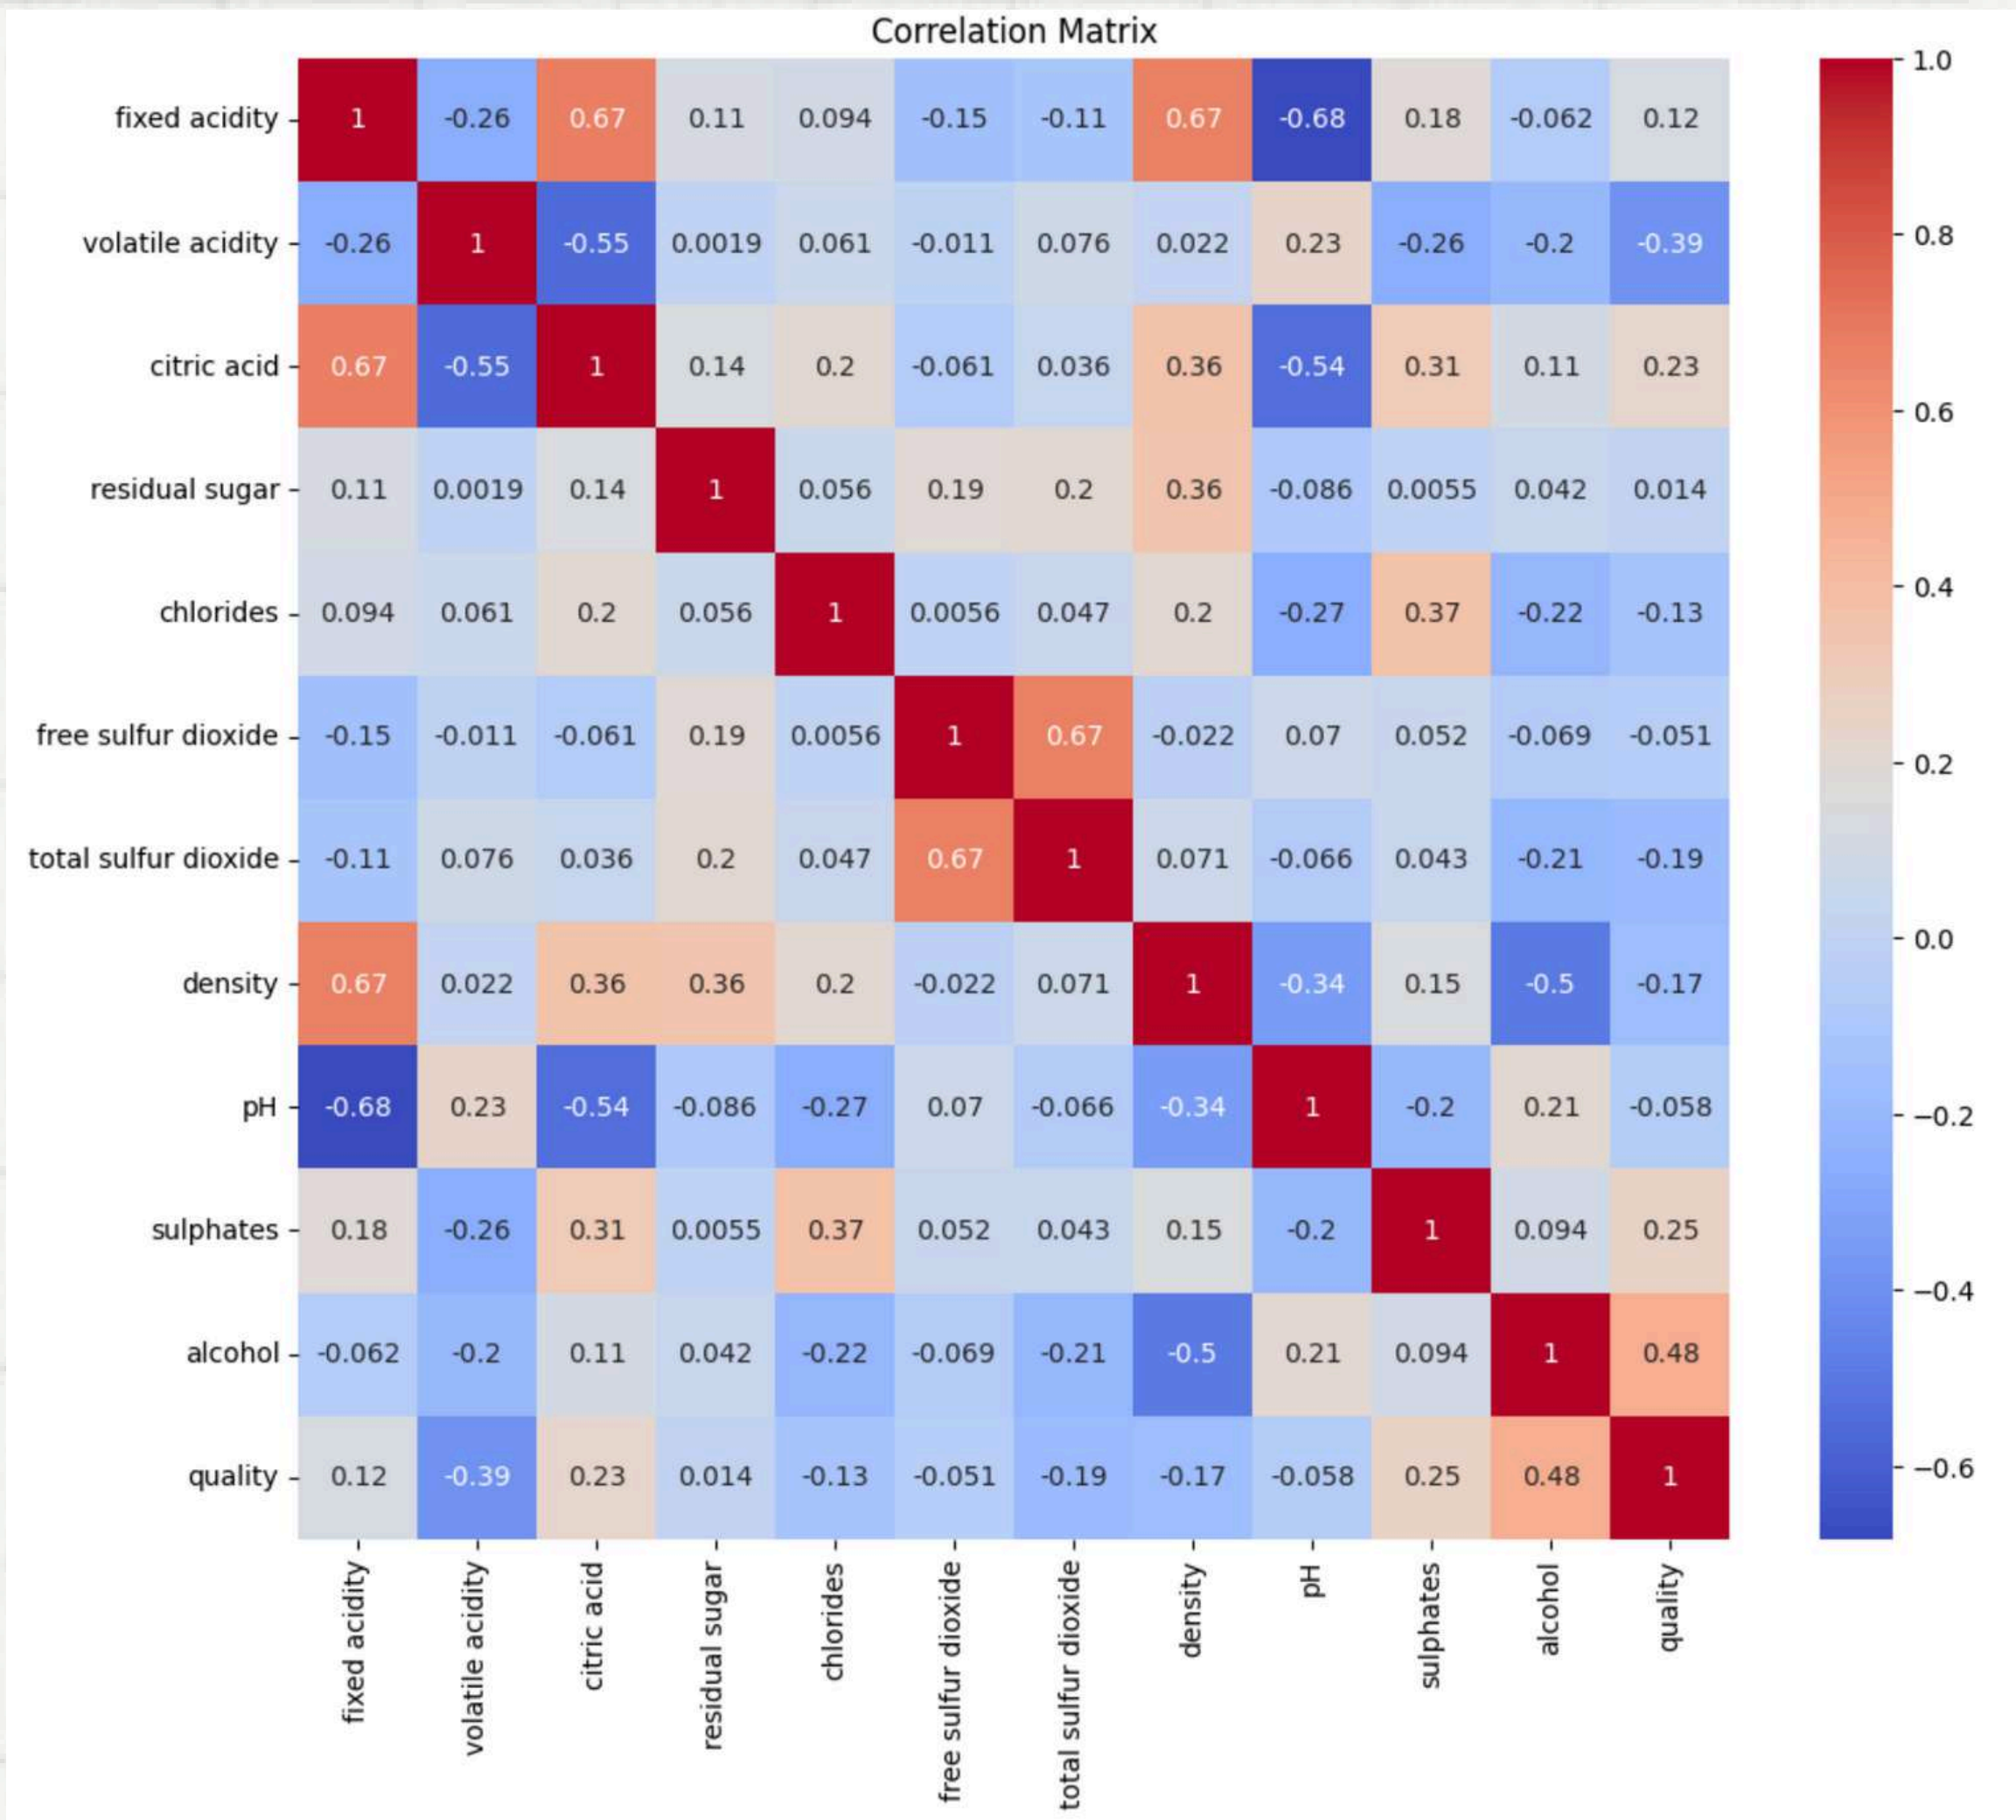 Correlation Matrix
fixed acidity 1 -0.26 0.67 0.11 0.094 -0.15 -0.11 0.67 -0.68 0.18 -0.062 0.12
volatile acidity -0.26 1 -0.55 0.0019 0.061 -0.011 0.076 0.022 0.23 -0.26 -0.2 -0.39
citric acid 0.67 -0.55 1 0.14 0.2 -0.061 0.036 0.36 -0.54 0.31 0.11 0.23
residual sugar 0.11 0.0019 0.14 1 0.056 0.19 0.2 0.36 -0.086 0.0055 0.042 0.014
chlorides 0.094 0.061 0.2 0.056 1 0.0056 0.047 0.2 -0.27 0.37 -0.22 -0.13
free sulfur dioxide -0.15 -0.011 -0.061 0.19 0.0056 1 0.67 -0.022 0.07 0.052 -0.069 -0.051
total sulfur dioxide -0.11 0.076 0.036 0.2 0.047 0.67 1 0.071 -0.066 0.043 -0.21 -0.19
density 0.67 0.022 0.36 0.36 0.2 -0.022 0.071 1 -0.34 0.15 -0.5 -0.17
pH -0.68 0.23 -0.54 -0.086 -0.27 0.07 -0.066 -0.34 1 -0.2 0.21 -0.058
sulphates 0.18 -0.26 0.31 0.0055 0.37 0.052 0.043 0.15 -0.2 1 0.094 0.25
alcohol -0.062 -0.2 0.11 0.042 -0.22 -0.069 -0.21 -0.5 0.21 0.094 1 0.48
quality 0.12 -0.39 0.23 0.014 -0.13 -0.051 -0.19 -0.17 -0.058 0.25 0.48 1
fixed acidity
volatile acidity
citric acid
residual sugar
chlorides
free sulfur dioxide
total sulfur dioxide
density
pH
sulphates
alcohol
quality
1.0
0.8
0.6
0.4
0.2
0.0
−0.2
−0.4
−0.6